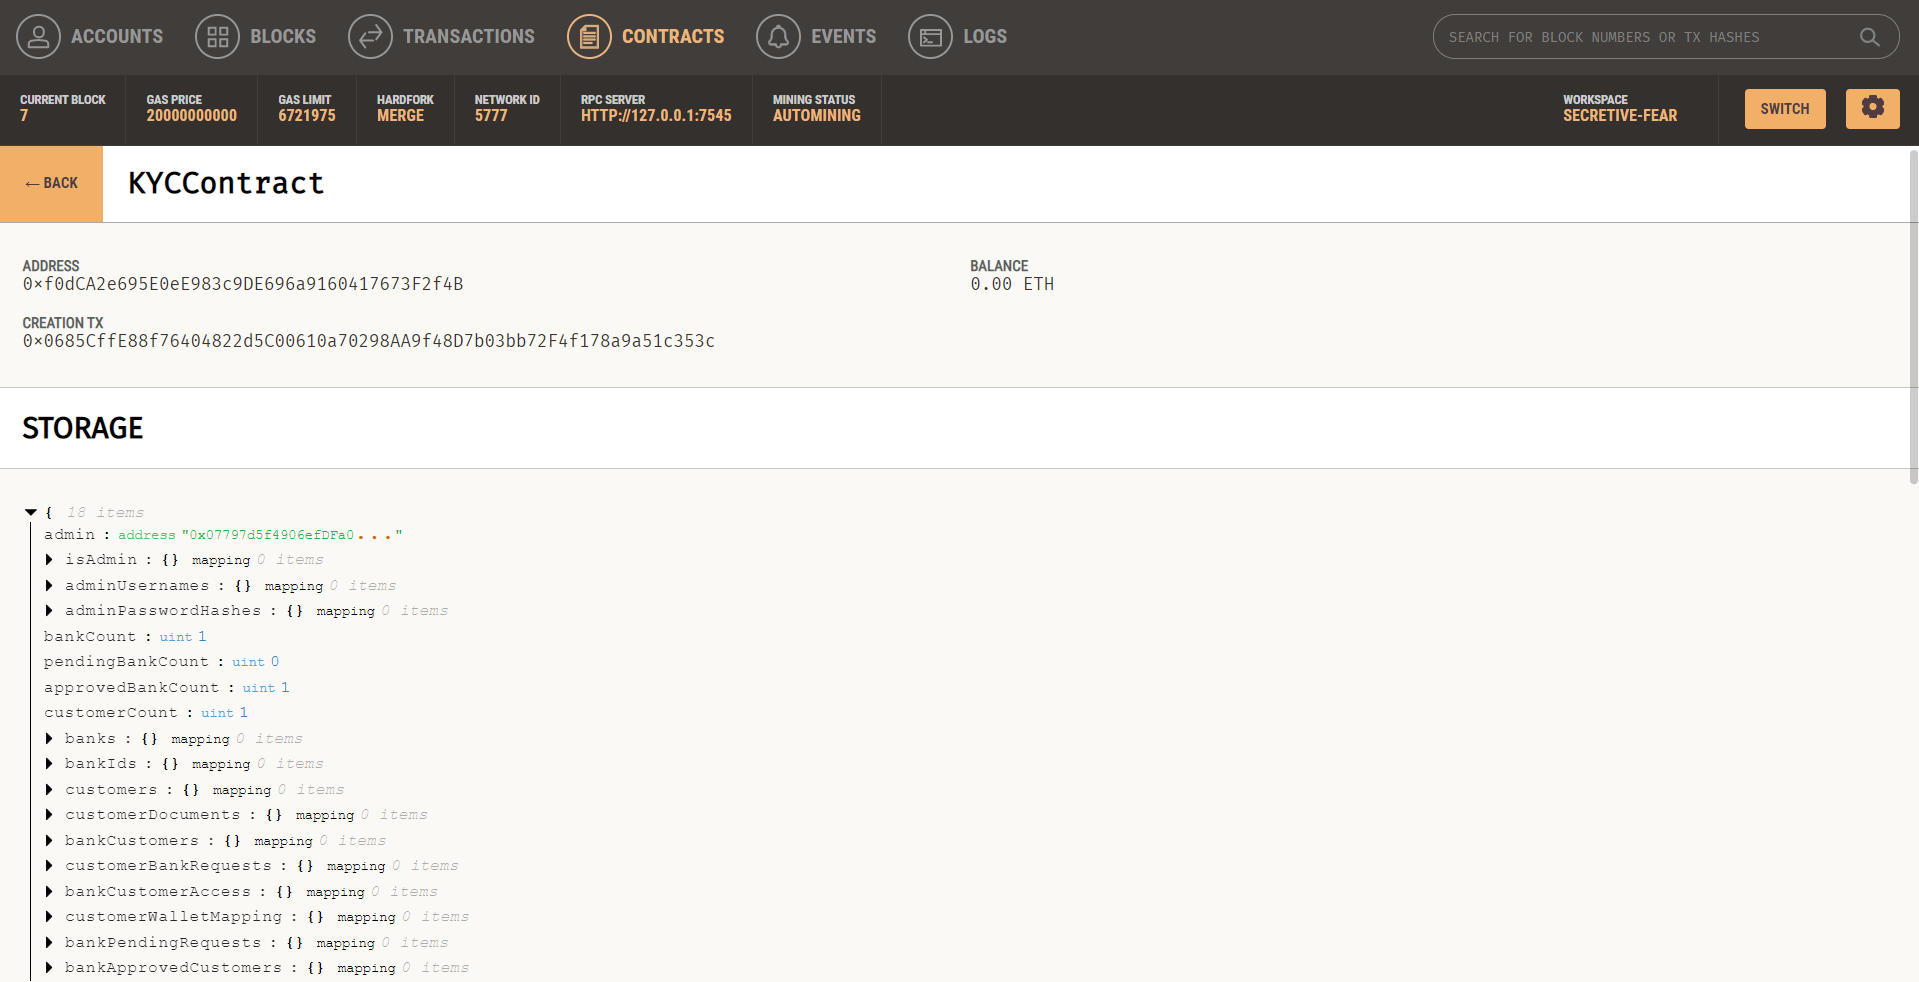 ACCOUNTS BLOCKS TRANSACTIONS CONTRACTS EVENTS LOGS SEARCH FOR BLOCK NUMBERS OR TX HASHES
CURRENT BLOCK GAS PRICE GAS LIMIT HARDFORK NETWORK ID RPC SERVER MINING STATUS WORKSPACE
7 20000000000 6721975 MERGE 5777 HTTP://127.0.0.1:7545 AUTOMINING SECRETIVE-FEAR SWITCH
← BACK KYCContract
ADDRESS BALANCE
0×f0dCA2e695E0eE983c9DE696a9160417673F2f4B 0.00 ETH
CREATION TX
0×0685CffE88f76404822d5C00610a70298AA9f48D7b03bb72F4f178a9a51c353c
STORAGE
{ 18 items
admin : address "0x07797d5f4906efDFa0..."
isAdmin : {} mapping 0 items
adminUsernames : {} mapping 0 items
adminPasswordHashes : {} mapping 0 items
bankCount : uint 1
pendingBankCount : uint 0
approvedBankCount : uint 1
customerCount : uint 1
banks : {} mapping 0 items
bankIds : {} mapping 0 items
customers : {} mapping 0 items
customerDocuments : {} mapping 0 items
bankCustomers : {} mapping 0 items
customerBankRequests : {} mapping 0 items
bankCustomerAccess : {} mapping 0 items
customerWalletMapping : {} mapping 0 items
bankPendingRequests : {} mapping 0 items
bankApprovedCustomers : {} mapping 0 items